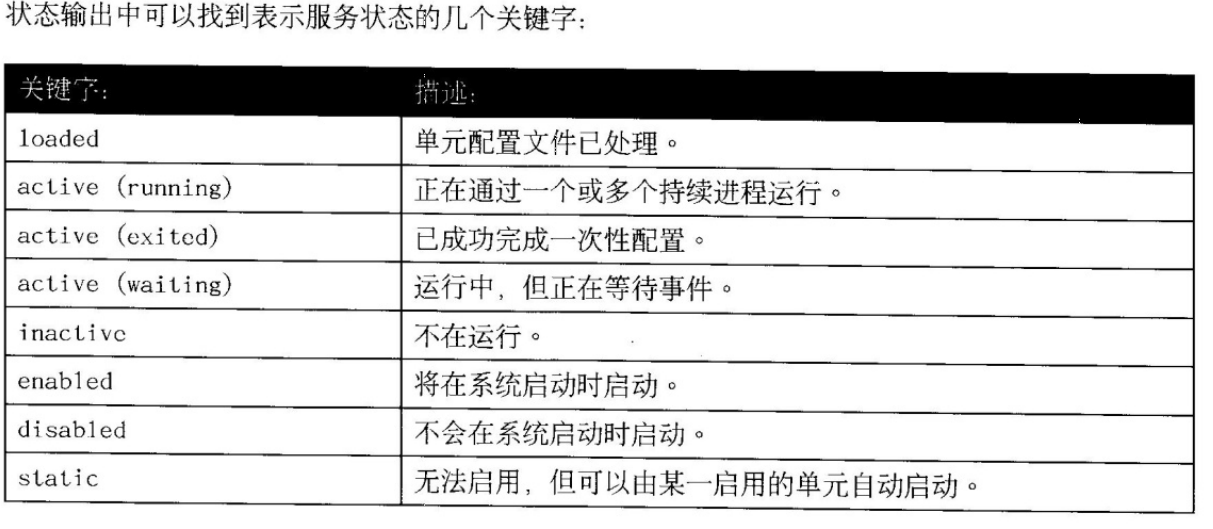 状态输出中可以找到表示服务状态的几个关键字：
关键字： 描述：
loaded 单元配置文件已处理。
active (running) 正在通过一个或多个持续进程运行。
active (exited) 已成功完成一次性配置。
active (waiting) 运行中，但正在等待事件。
inactive 不在运行。
enabled 将在系统启动时启动。
disabled 不会在系统启动时启动。
static 无法启用，但可以由某一启用的单元自动启动。